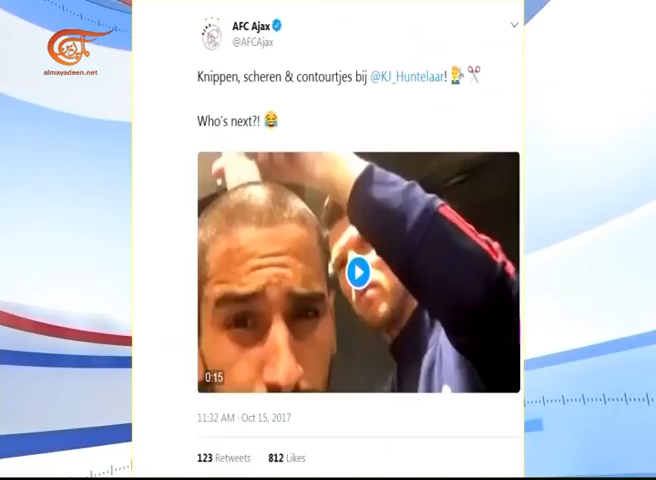 almayadeen.net
AFC Ajax
@AFCAjax
Knippen, scheren & contourtjes bij @KJ_Huntelaar! 💇‍♂️ ✂️
Who's next?! 😂
0:15
11:32 AM · Oct 15, 2017
123 Retweets 812 Likes